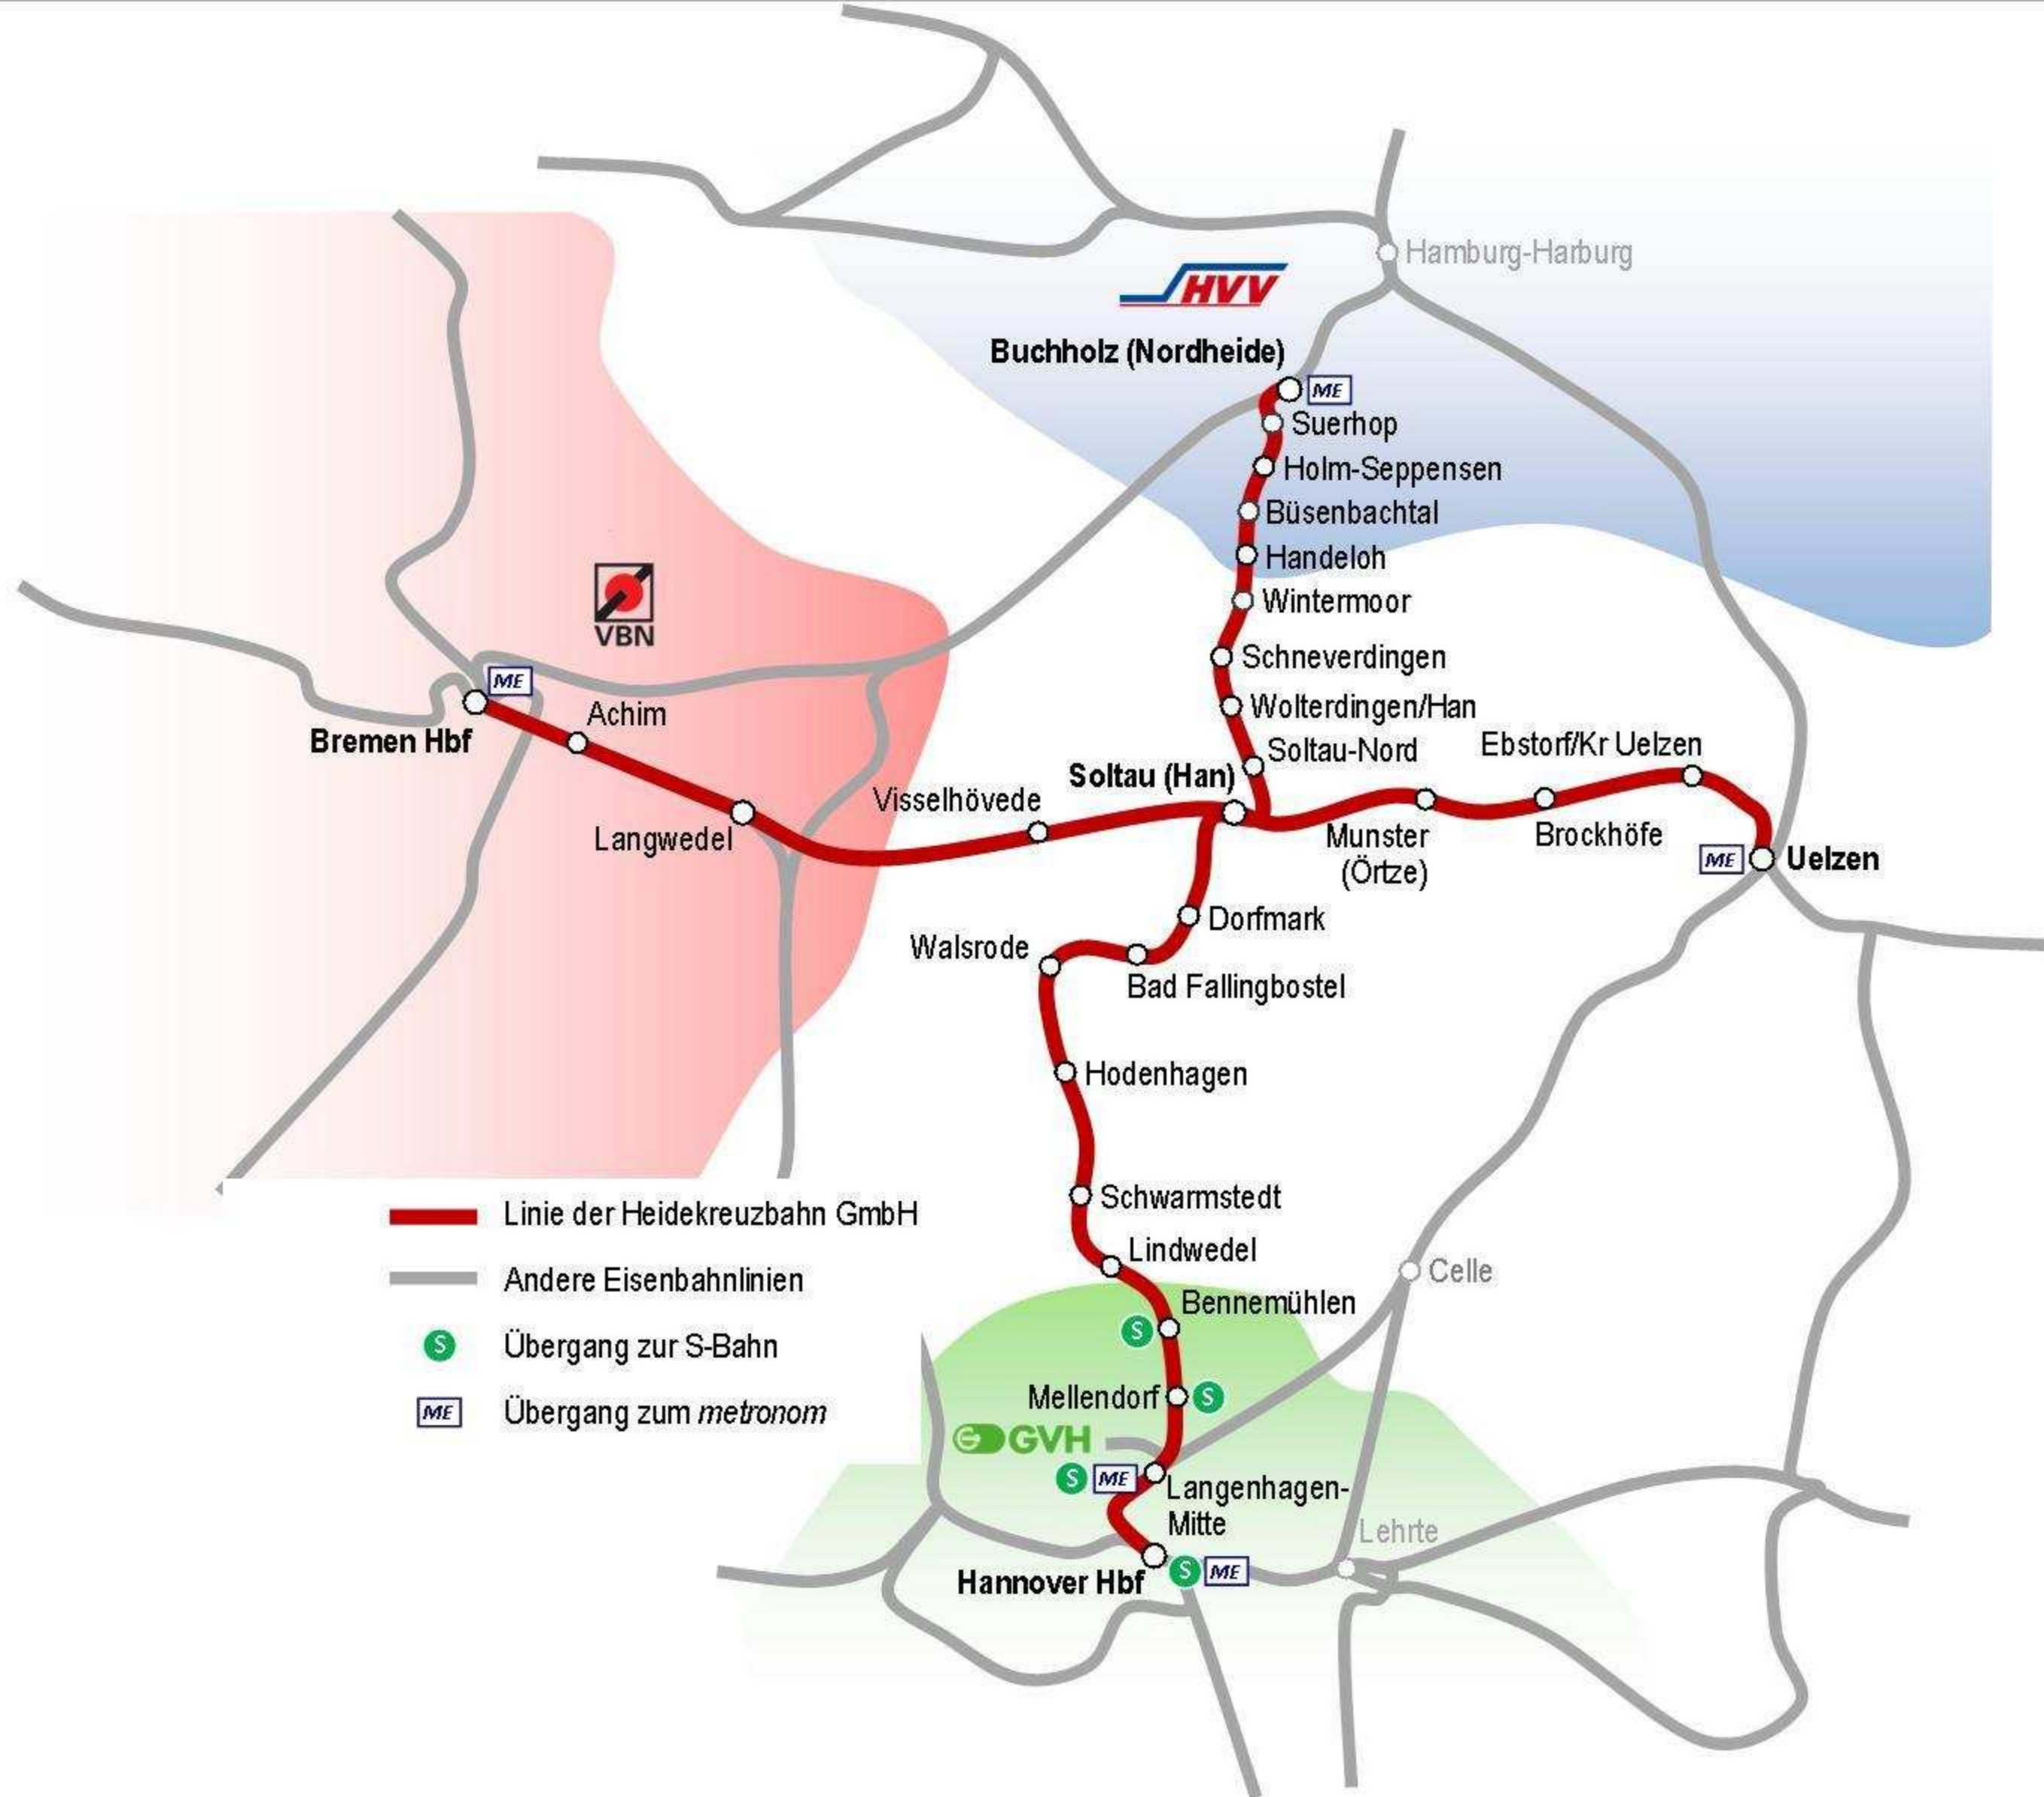 Hamburg-Harburg
HVV
Buchholz (Nordheide)
ME
Suerhop
Holm-Seppensen
Büsenbachtal
Handeloh
VBN
Wintermoor
Schneverdingen
ME
Achim
Wolterdingen/Han
Bremen Hbf
Soltau-Nord
Ebstorf/Kr Uelzen
Soltau (Han)
Visselhövede
Langwedel
Munster
(Örtze)
Brockhöfe
ME
Uelzen
Dorfmark
Walsrode
Bad Fallingbostel
Hodenhagen
Schwarmstedt
Lindwedel
Celle
Bennemühlen
S
Mellendorf
S
GVH
S
ME
Langenhagen-
Mitte
Lehrte
Hannover Hbf
S
ME
Linie der Heidekreuzbahn GmbH
Andere Eisenbahnlinien
S
Übergang zur S-Bahn
ME
Übergang zum metronom